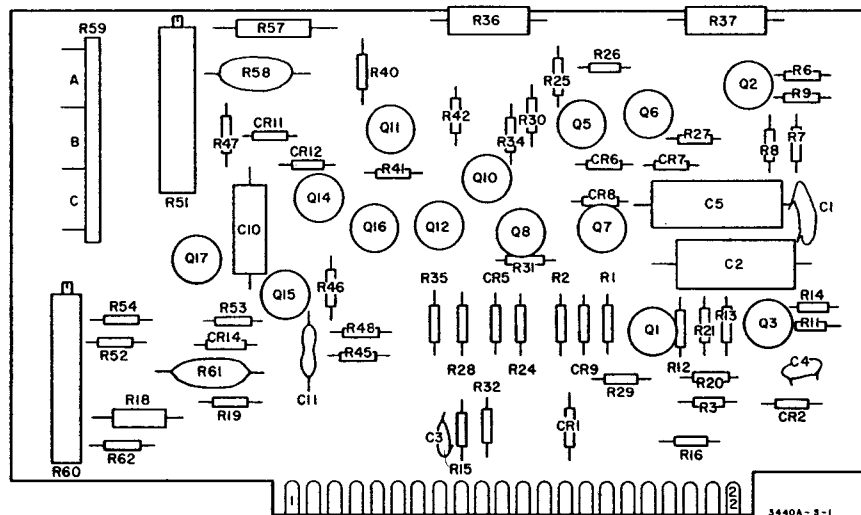 R59
R57
R36
R37
A
R58
R40
R25
R26
Q2
R6
R9
B
R47
CR11
Q11
R42
R34
R30
Q5
Q6
R27
R8
R7
CR12
R41
CR6
CR7
C
R51
Q14
Q10
CR8
C5
C1
C10
Q16
Q12
Q8
Q7
Q17
R31
C2
R46
R35
CR5
R2
R1
Q15
R54
R53
R14
R48
Q1
R21
R13
Q3
R11
R52
CR14
R45
R28
R24
CR9
R12
C4
R61
C11
R29
R20
R18
R19
R32
R3
CR2
C3
CR1
R62
R16
R60
R15
1
22
3440A-S-1